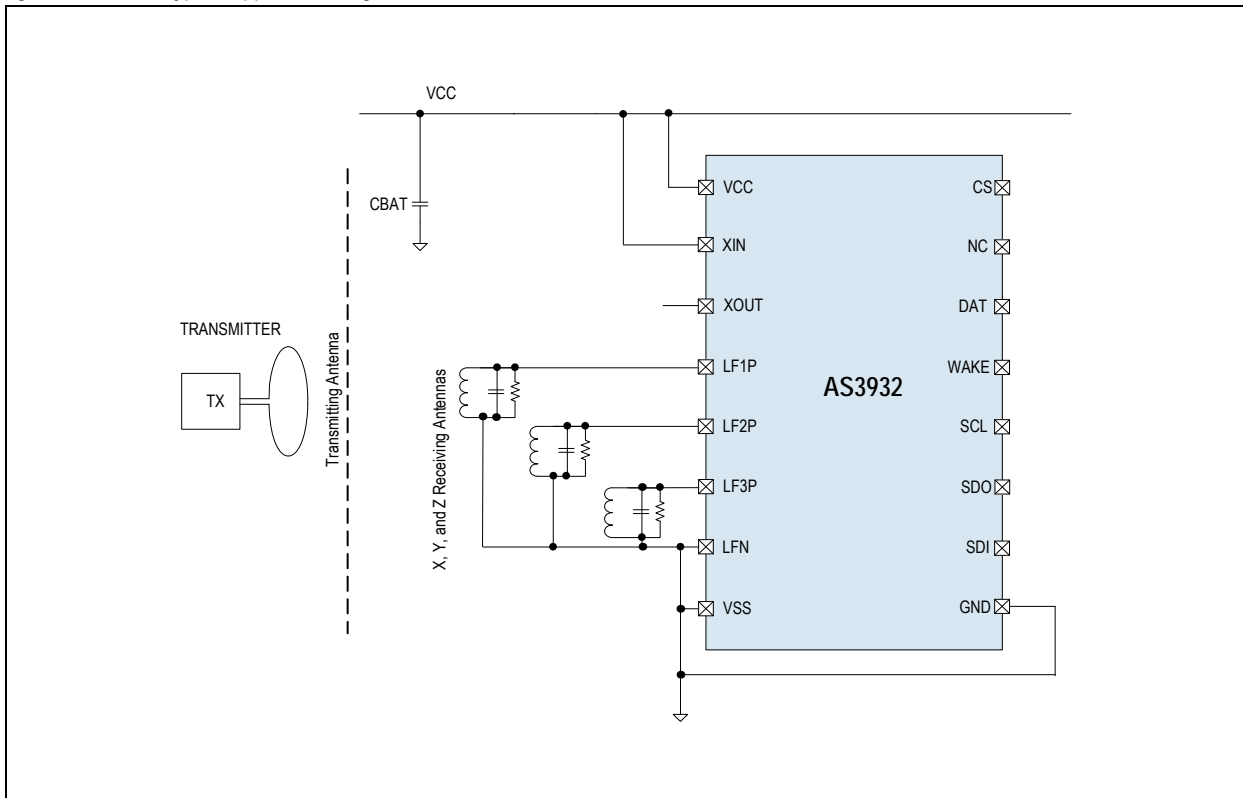 VCC
CBAT
TRANSMITTER
TX
Transmitting Antenna
X, Y, and Z Receiving Antennas
VCC
XIN
XOUT
LF1P
LF2P
LF3P
LFN
VSS
AS3932
CS
NC
DAT
WAKE
SCL
SDO
SDI
GND